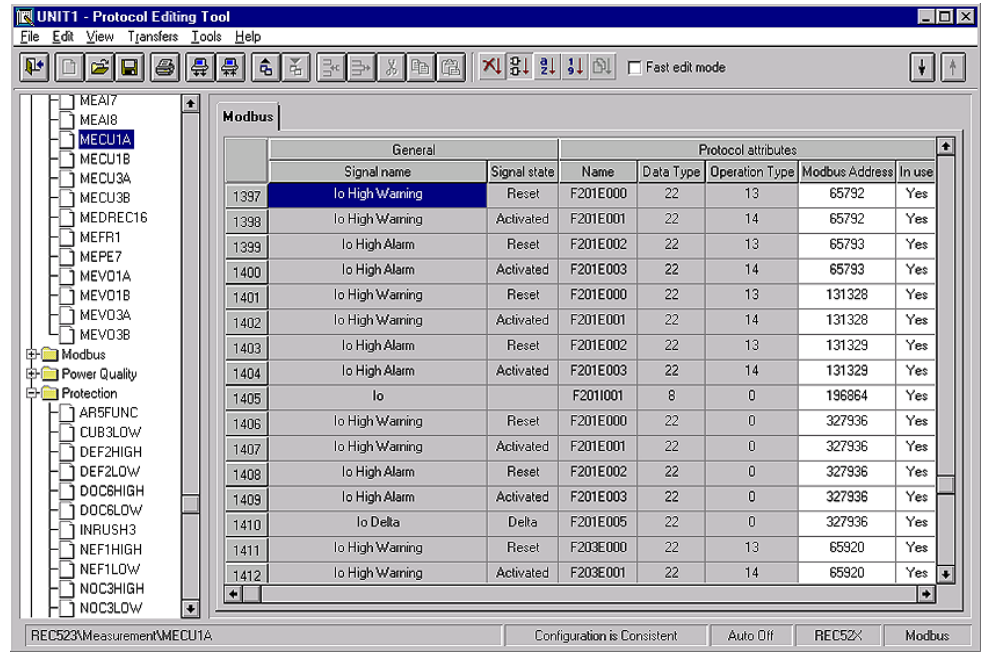 UNIT1 - Protocol Editing Tool
File Edit View Transfers Tools Help
Fast edit mode
MEAI7
MEAI8
MECU1A
MECU1B
MECU3A
MECU3B
MEDREC16
MEFR1
MEPE7
MEVO1A
MEVO1B
MEVO3A
MEVO3B
Modbus
Power Quality
Protection
AR5FUNC
CUB3LOW
DEF2HIGH
DEF2LOW
DOC6HIGH
DOC6LOW
INRUSH3
NEF1HIGH
NEF1LOW
NOC3HIGH
NOC3LOW
Modbus
General Protocol attributes
Signal name Signal state Name Data Type Operation Type Modbus Address In use
1397 Io High Warning Reset F201E000 22 13 65792 Yes
1398 Io High Warning Activated F201E001 22 14 65792 Yes
1399 Io High Alarm Reset F201E002 22 13 65793 Yes
1400 Io High Alarm Activated F201E003 22 14 65793 Yes
1401 Io High Warning Reset F201E000 22 13 131328 Yes
1402 Io High Warning Activated F201E001 22 14 131328 Yes
1403 Io High Alarm Reset F201E002 22 13 131329 Yes
1404 Io High Alarm Activated F201E003 22 14 131329 Yes
1405 Io F201I001 8 0 196864 Yes
1406 Io High Warning Reset F201E000 22 0 327936 Yes
1407 Io High Warning Activated F201E001 22 0 327936 Yes
1408 Io High Alarm Reset F201E002 22 0 327936 Yes
1409 Io High Alarm Activated F201E003 22 0 327936 Yes
1410 Io Delta Delta F201E005 22 0 327936 Yes
1411 Io High Warning Reset F203E000 22 13 65920 Yes
1412 Io High Warning Activated F203E001 22 14 65920 Yes
REC523\Measurement\MECU1A Configuration is Consistent Auto Off REC52X Modbus